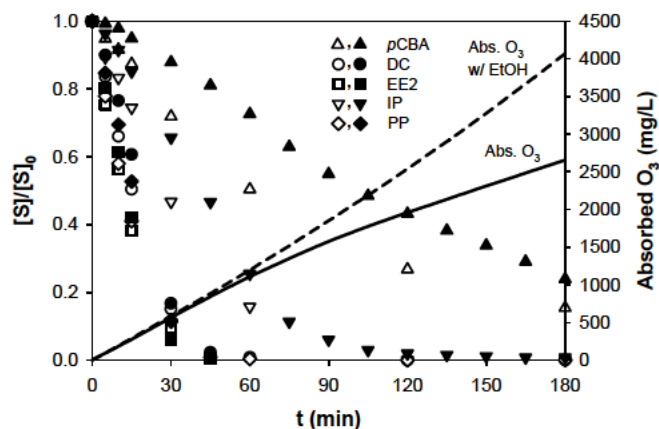 1.0
0.8
0.6
0.4
0.2
0.0
[S]/[S]0
0
30
60
90
120
150
180
t (min)
4500
4000
3500
3000
2500
2000
1500
1000
500
0
Absorbed O3 (mg/L)
△,▲ pCBA
○,● DC
□,■ EE2
▽,▼ IP
◇,◆ PP
Abs. O3
w/ EtOH
Abs. O3